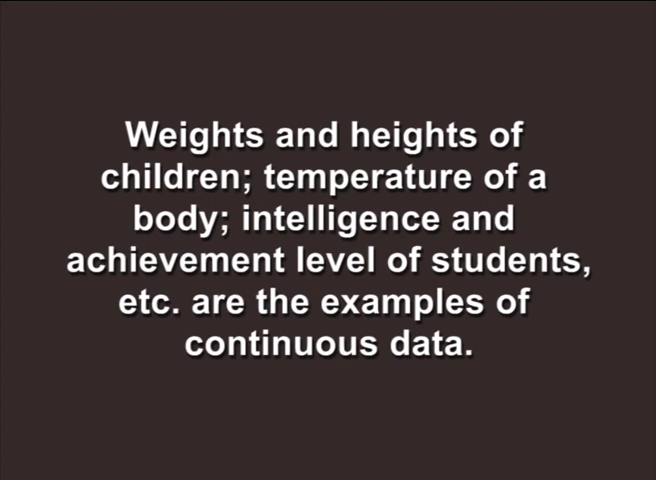 Weights and heights of
children; temperature of a
body; intelligence and
achievement level of students,
etc. are the examples of
continuous data.